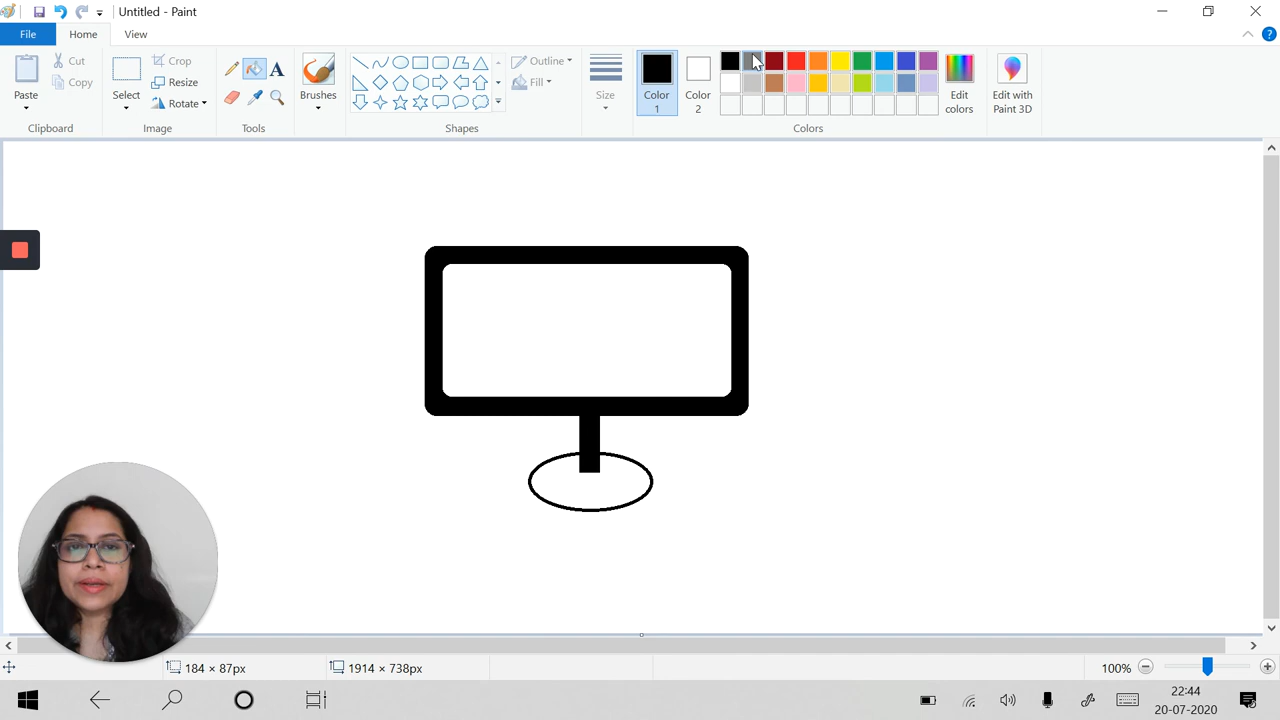 Untitled - Paint
File
Home
View
Paste
Cut
Copy
Clipboard
Select
Crop
Resize
Rotate
Image
A
Tools
Brushes
Outline
Fill
Shapes
Size
Color
1
Color
2
Edit
colors
Colors
Edit with
Paint 3D
?
184 × 87px
1914 × 738px
100%
22:44
20-07-2020